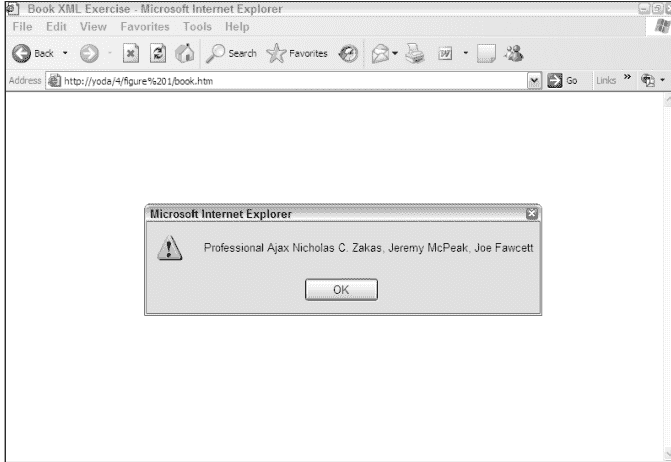 Book XML Exercise - Microsoft Internet Explorer
File Edit View Favorites Tools Help
Back Search Favorites
Address http://yoda/4/figure%201/book.htm Go Links »
Microsoft Internet Explorer
Professional Ajax Nicholas C. Zakas, Jeremy McPeak, Joe Fawcett
OK